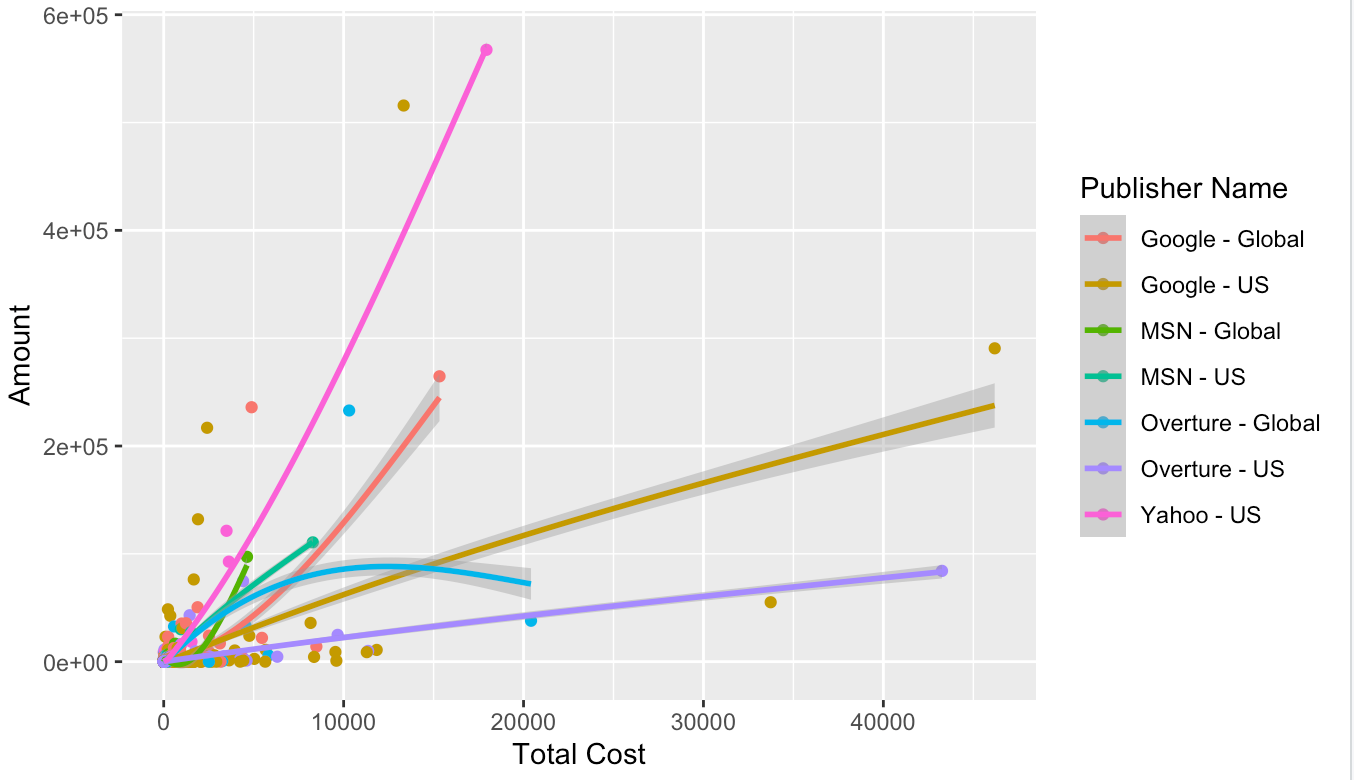 6e+05
4e+05
2e+05
0e+00
Amount
0
10000
20000
30000
40000
Total Cost
Publisher Name
Google - Global
Google - US
MSN - Global
MSN - US
Overture - Global
Overture - US
Yahoo - US